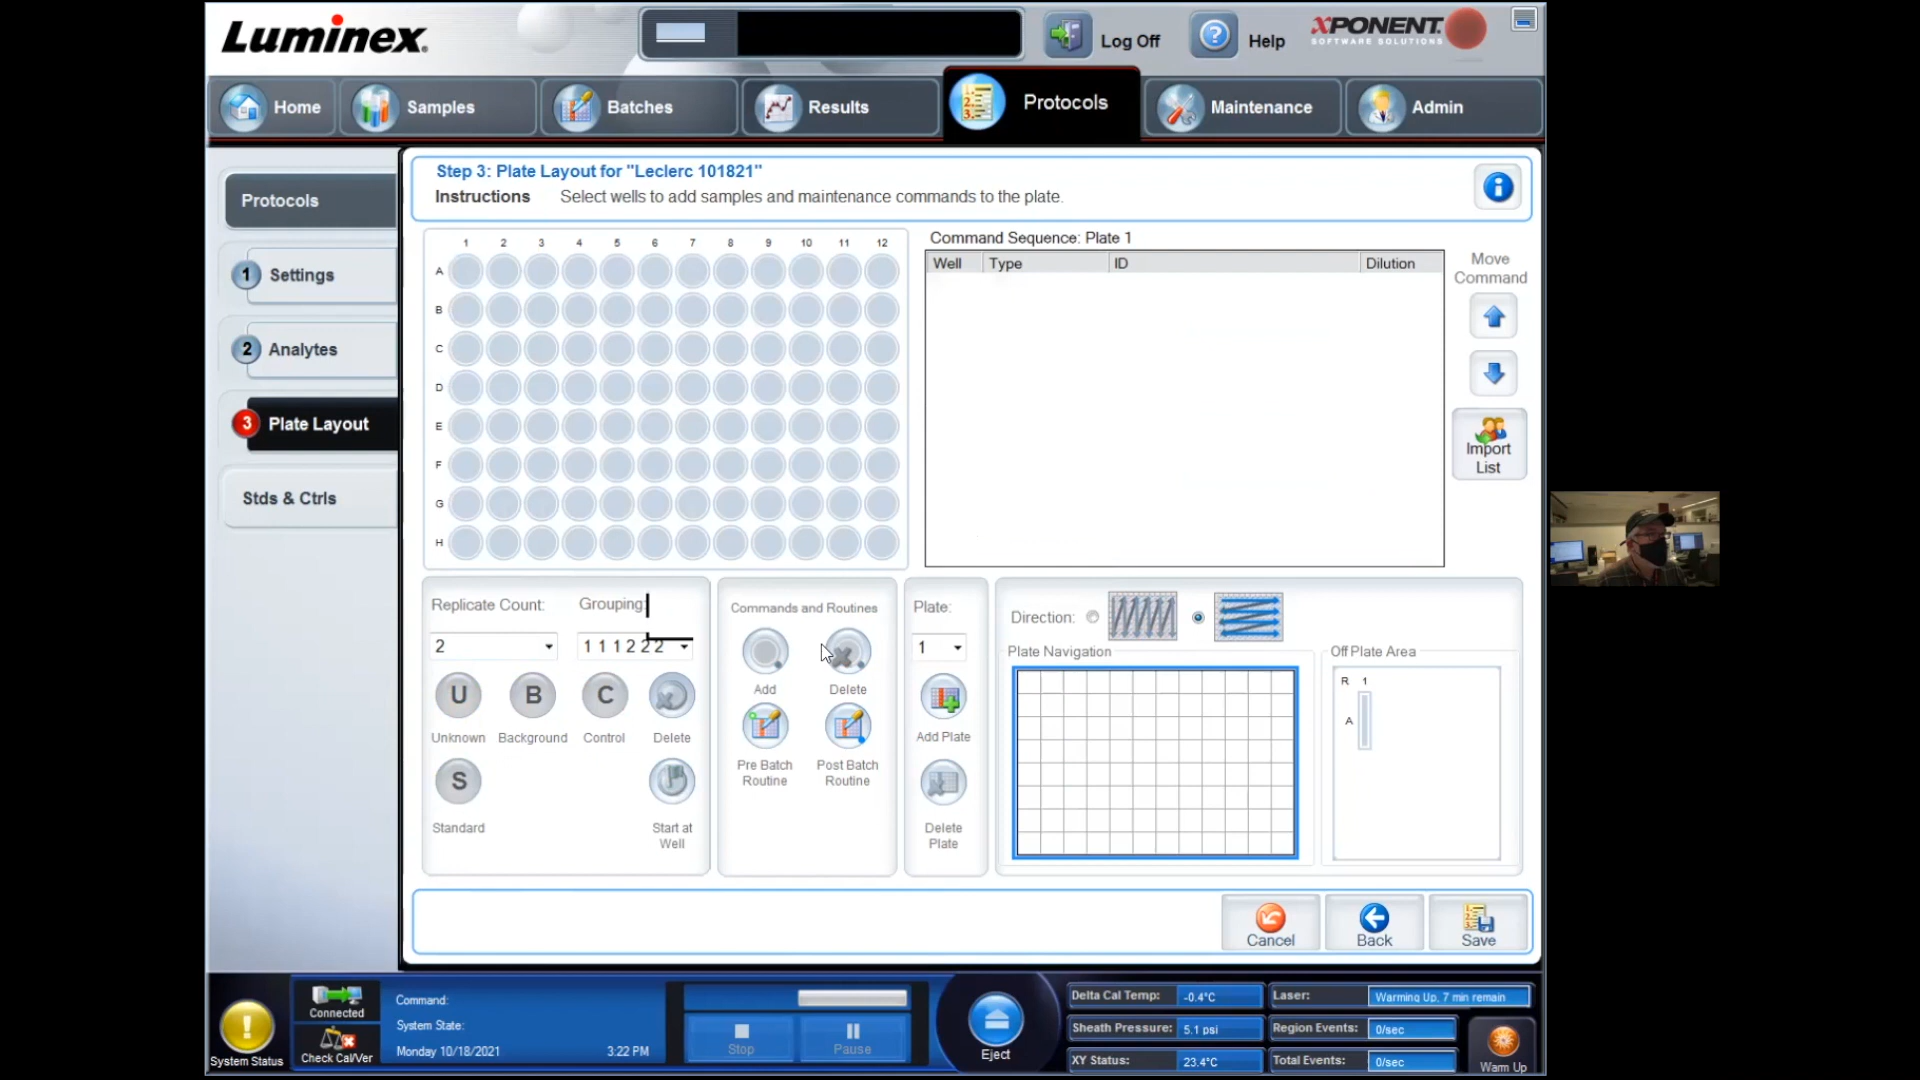 Luminex
Log Off
Help
XPONENT
SOFTWARE SOLUTIONS
Home
Samples
Batches
Results
Protocols
Maintenance
Admin
Protocols
1 Settings
2 Analytes
3 Plate Layout
Stds & Ctrls
Step 3: Plate Layout for "Leclerc 101821"
Instructions Select wells to add samples and maintenance commands to the plate.
1 2 3 4 5 6 7 8 9 10 11 12
A
B
C
D
E
F
G
H
Command Sequence: Plate 1
Well Type ID Dilution
Move
Command
Import
List
Replicate Count: Grouping:
2 1 1 1 2 2 2
U B C
Unknown Background Control Delete
S
Standard Start at
Well
Commands and Routines
Add Delete
Pre Batch Post Batch
Routine Routine
Plate:
1
Add Plate
Delete
Plate
Direction:
Plate Navigation
Off Plate Area
R 1
A
Cancel
Back
Save
System Status
Connected
Check Cal/Ver
Command:
System State:
Monday 10/18/2021 3:22 PM
Stop
Pause
Eject
Delta Cal Temp: -0.4°C
Sheath Pressure: 5.1 psi
XY Status: 23.4°C
Laser: Warming Up, 7 min remain
Region Events: 0/sec
Total Events: 0/sec
Warm Up